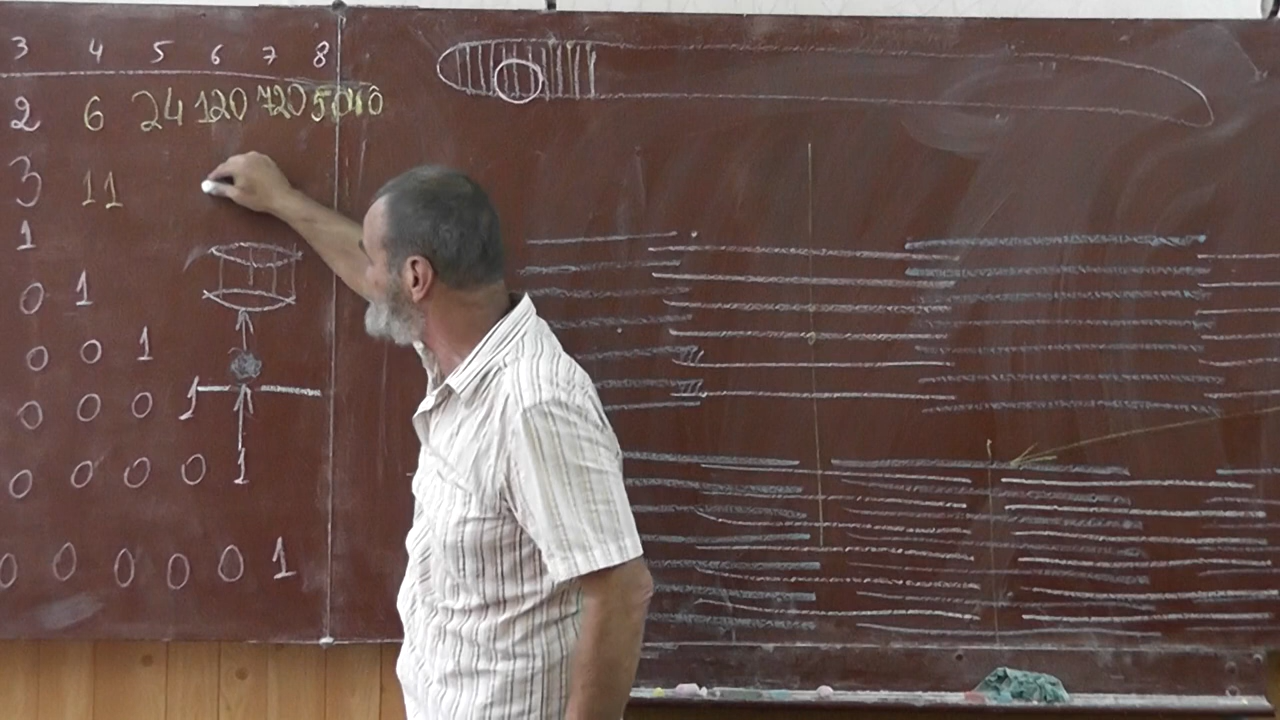 3 4 5 6 7 8
2 6 24 120 720 5040
3 11
1
0 1
0 0 1
0 0 0 1
0 0 0 0 1
0 0 0 0 0 1